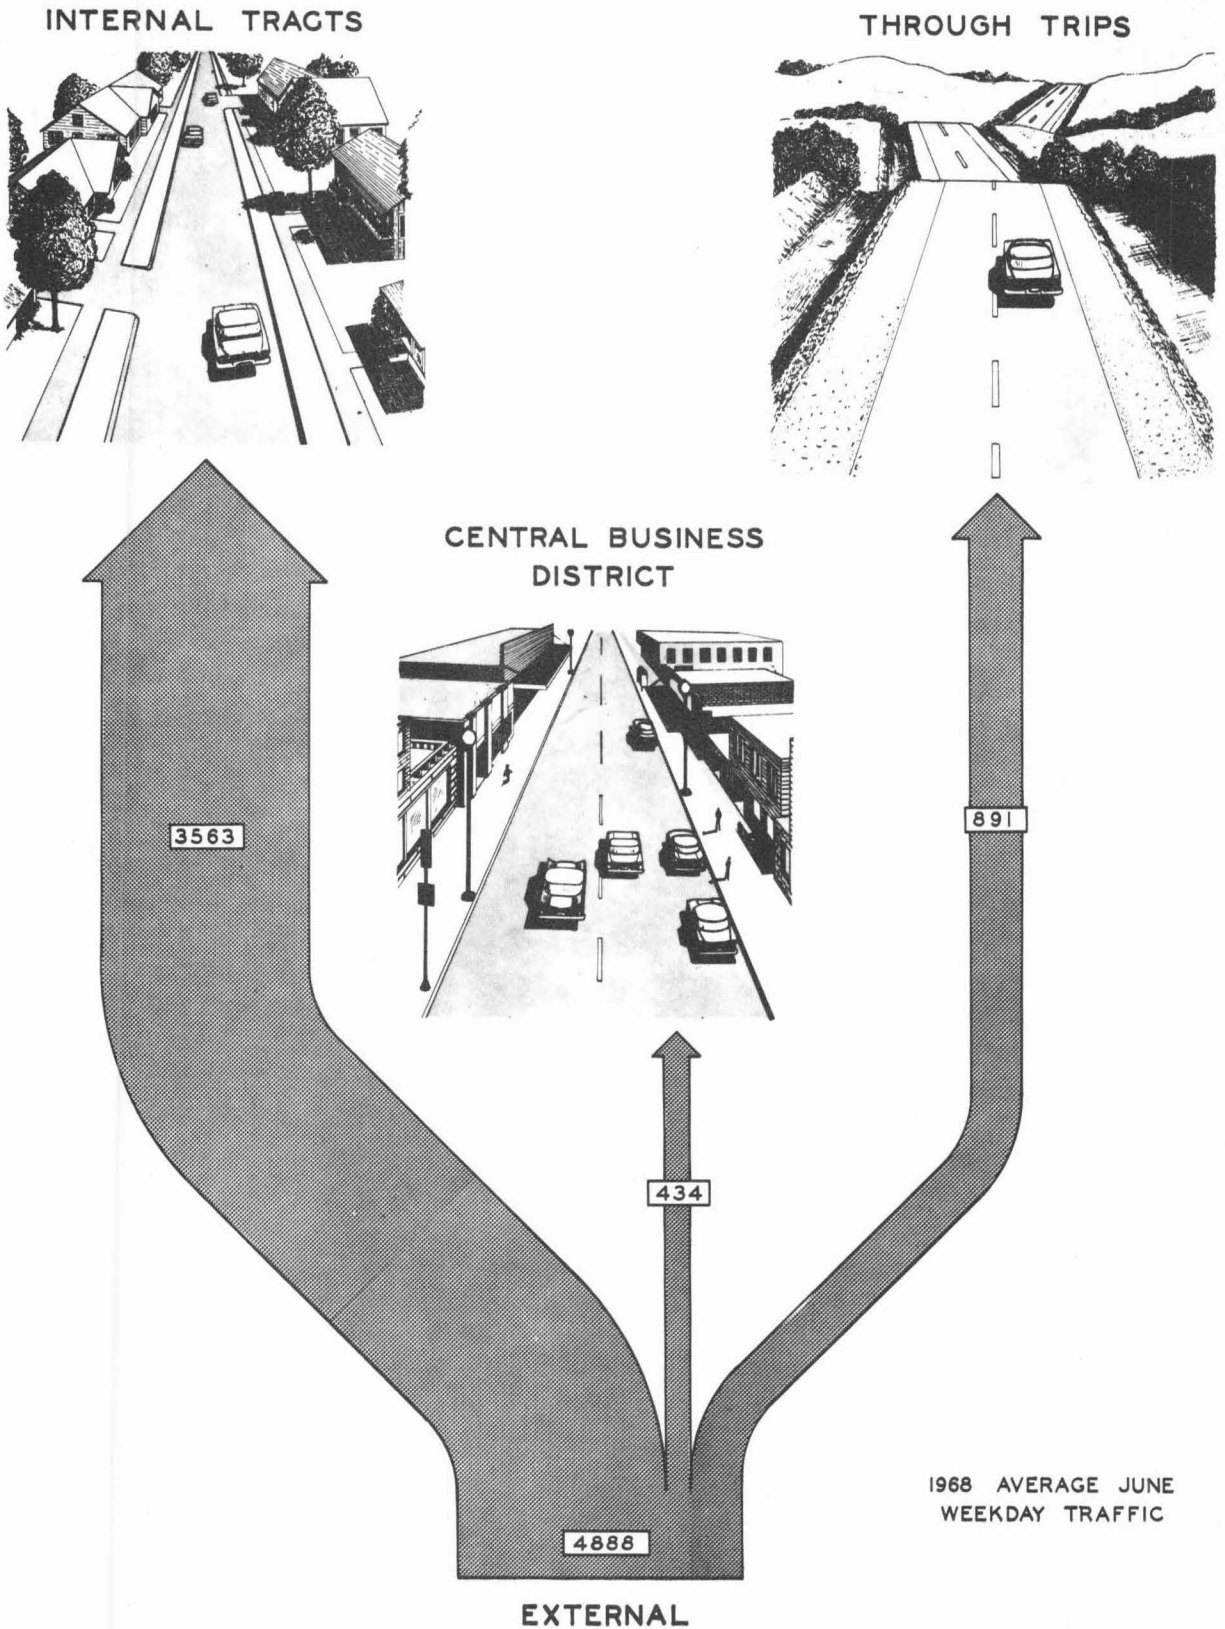 INTERNAL TRACTS
THROUGH TRIPS
CENTRAL BUSINESS
DISTRICT
3563
891
434
1968 AVERAGE JUNE
WEEKDAY TRAFFIC
4888
EXTERNAL